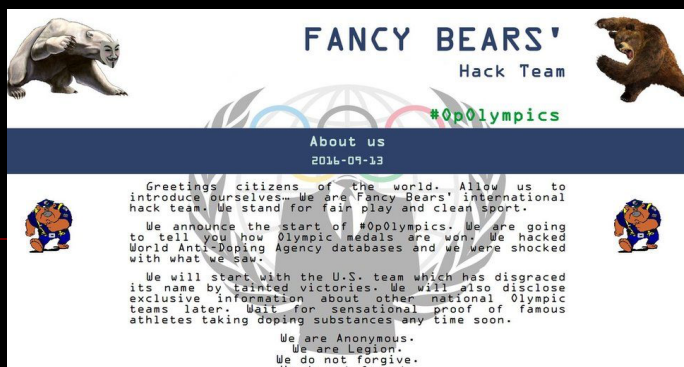 FANCY BEARS'
Hack Team
#OpOlympics
About us
2016-09-13
Greetings citizens of the world. Allow us to
introduce ourselves… We are Fancy Bears' international
hack team. We stand for fair play and clean sport.
We announce the start of #OpOlympics. We are going
to tell you how Olympic medals are won. We hacked
World Anti-Doping Agency databases and we were shocked
with what we saw.
We will start with the U.S. team which has disgraced
its name by tainted victories. We will also disclose
exclusive information about other national Olympic
teams later. Wait for sensational proof of famous
athletes taking doping substances any time soon.
We are Anonymous.
We are Legion.
We do not forgive.